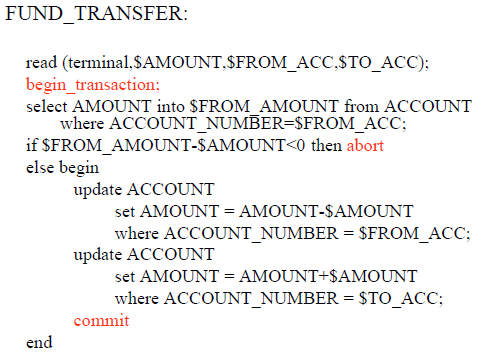 FUND_TRANSFER:
read (terminal,$AMOUNT,$FROM_ACC,$TO_ACC);
begin_transaction;
select AMOUNT into $FROM_AMOUNT from ACCOUNT
where ACCOUNT_NUMBER=$FROM_ACC;
if $FROM_AMOUNT-$AMOUNT<0 then abort
else begin
update ACCOUNT
set AMOUNT = AMOUNT-$AMOUNT
where ACCOUNT_NUMBER = $FROM_ACC;
update ACCOUNT
set AMOUNT = AMOUNT+$AMOUNT
where ACCOUNT_NUMBER = $TO_ACC;
commit
end